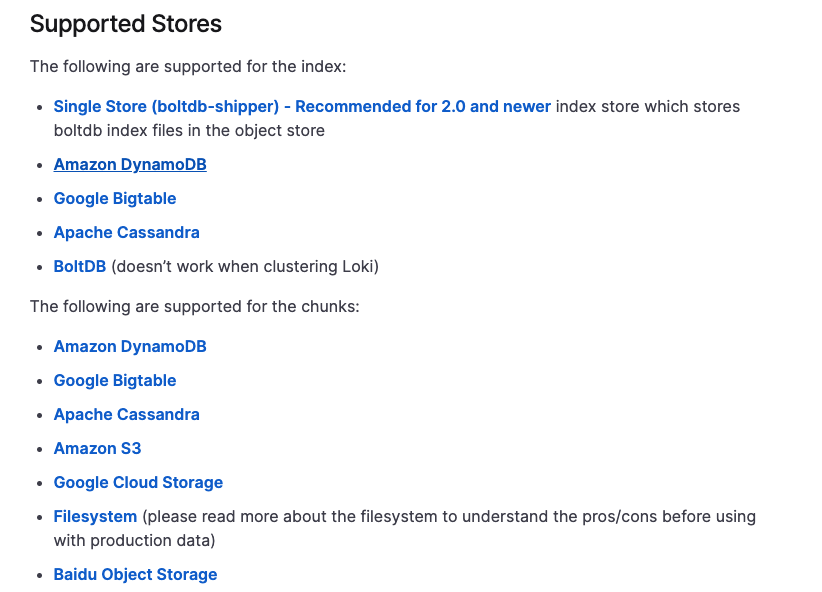 Supported Stores
The following are supported for the index:
• Single Store (boltdb-shipper) - Recommended for 2.0 and newer index store which stores
boltdb index files in the object store
• Amazon DynamoDB
• Google Bigtable
• Apache Cassandra
• BoltDB (doesn’t work when clustering Loki)
The following are supported for the chunks:
• Amazon DynamoDB
• Google Bigtable
• Apache Cassandra
• Amazon S3
• Google Cloud Storage
• Filesystem (please read more about the filesystem to understand the pros/cons before using
with production data)
• Baidu Object Storage